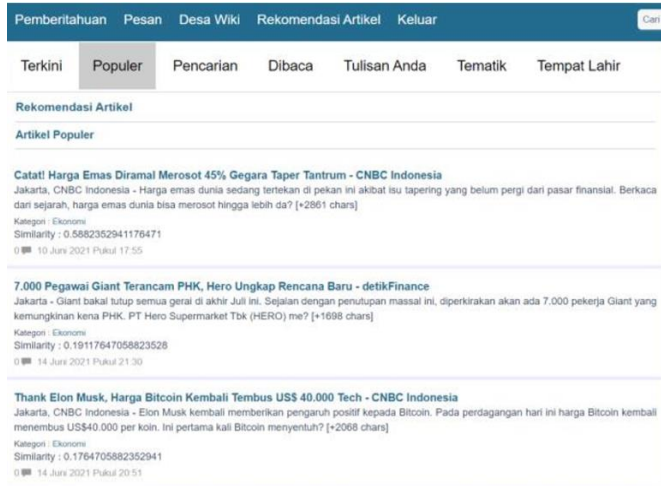 Pemberitahuan Pesan Desa Wiki Rekomendasi Artikel Keluar Cari
Terkini Populer Pencarian Dibaca Tulisan Anda Tematik Tempat Lahir
Rekomendasi Artikel
Artikel Populer
Catat! Harga Emas Diramal Merosot 45% Gegara Taper Tantrum - CNBC Indonesia
Jakarta, CNBC Indonesia - Harga emas dunia sedang tertekan di pekan ini akibat isu tapering yang belum pergi dari pasar finansial. Berkaca
dari sejarah, harga emas dunia bisa merosot hingga lebih da? [+2861 chars]
Kategori : Ekonomi
Similarity : 0.5882352941176471
0 10 Juni 2021 Pukul 17:55
7.000 Pegawai Giant Terancam PHK, Hero Ungkap Rencana Baru - detikFinance
Jakarta - Giant bakal tutup semua gerai di akhir Juli ini. Sejalan dengan penutupan massal ini, diperkirakan akan ada 7.000 pekerja Giant yang
kemungkinan kena PHK. PT Hero Supermarket Tbk (HERO) me? [+1698 chars]
Kategori : Ekonomi
Similarity : 0.19117647058823528
0 14 Juni 2021 Pukul 21:30
Thank Elon Musk, Harga Bitcoin Kembali Tembus US$ 40.000 Tech - CNBC Indonesia
Jakarta, CNBC Indonesia - Elon Musk kembali memberikan pengaruh positif kepada Bitcoin. Pada perdagangan hari ini harga Bitcoin kembali
menembus US$40.000 per koin. Ini pertama kali Bitcoin menyentuh? [+2068 chars]
Kategori : Ekonomi
Similarity : 0.1764705882352941
0 14 Juni 2021 Pukul 20:51